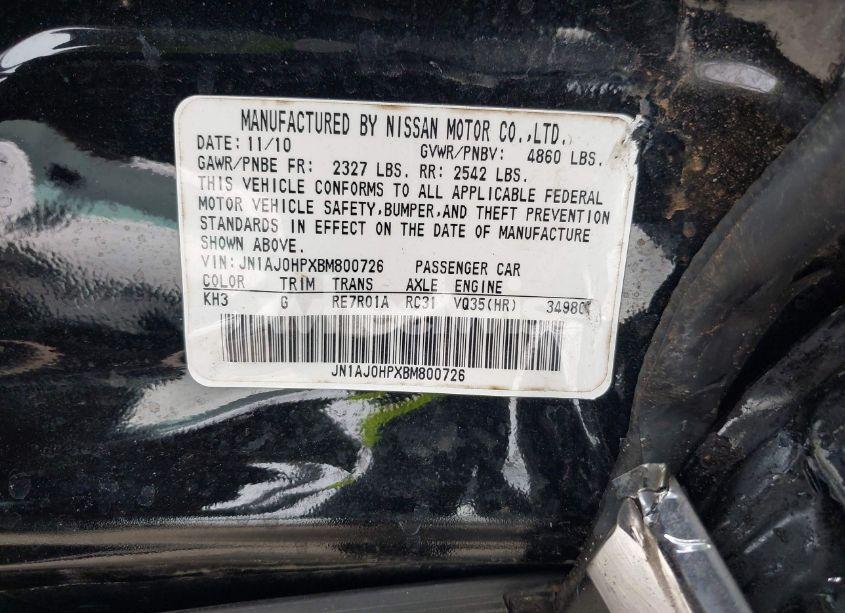 MANUFACTURED BY NISSAN MOTOR CO.,LTD.
DATE: 11/10 GVWR/PNBV: 4860 LBS.
GAWR/PNBE FR: 2327 LBS. RR: 2542 LBS.
THIS VEHICLE CONFORMS TO ALL APPLICABLE FEDERAL
MOTOR VEHICLE SAFETY,BUMPER,AND THEFT PREVENTION
STANDARDS IN EFFECT ON THE DATE OF MANUFACTURE
SHOWN ABOVE.
VIN: JN1AJ0HPXBM800726 PASSENGER CAR
COLOR TRIM TRANS AXLE ENGINE
KH3 G RE7R01A RC31 VQ35(HR)
JN1AJ0HPXBM800726